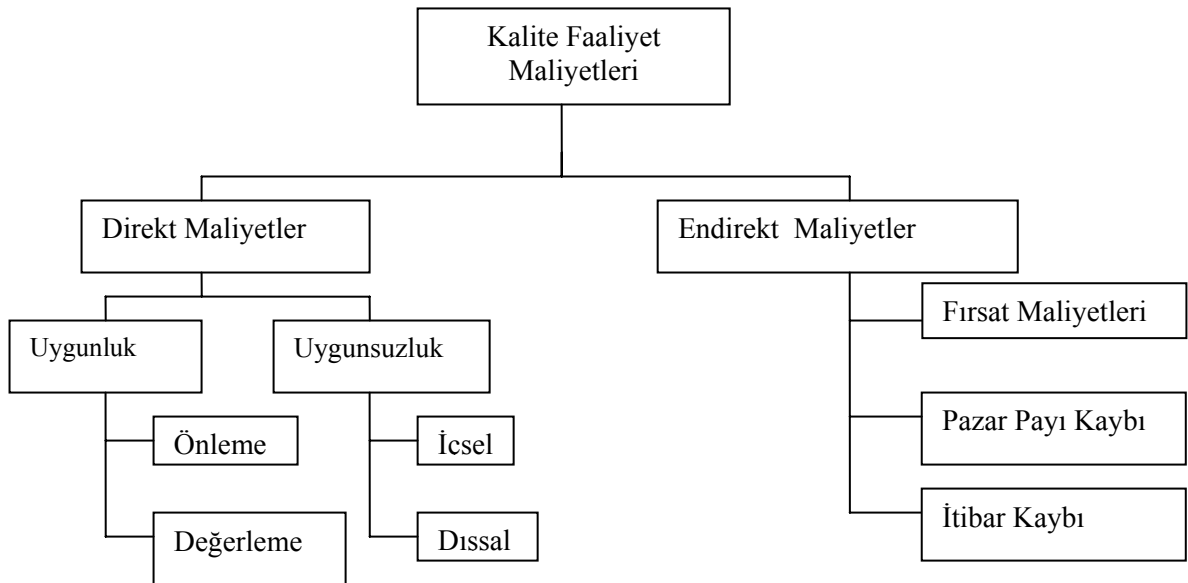 Kalite Faaliyet
Maliyetleri
Direkt Maliyetler
Endirekt Maliyetler
Uygunluk
Uygunsuzluk
Fırsat Maliyetleri
Önleme
İcsel
Pazar Payı Kaybı
Değerleme
Dıssal
İtibar Kaybı